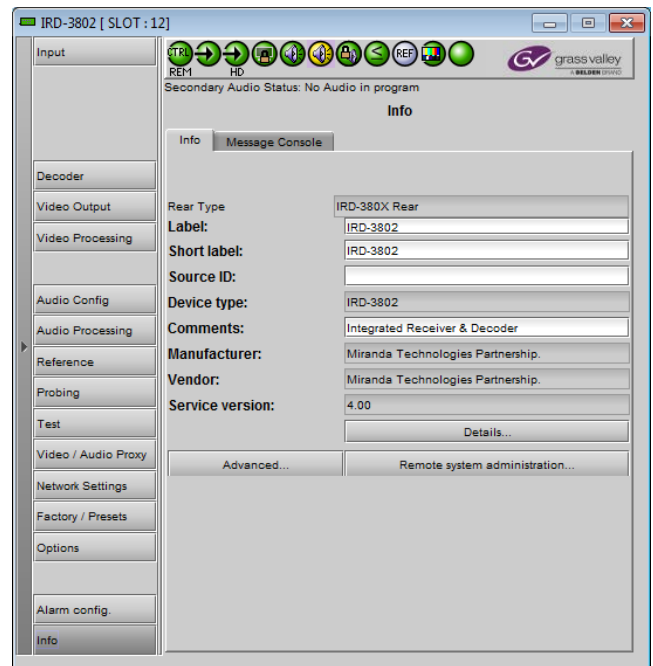 IRD-3802 [ SLOT : 12]
Input
CTRL
REF
REM
HD
grass valley
A BELDEN BRAND
Secondary Audio Status: No Audio in program
Info
Info
Message Console
Decoder
Video Output
Video Processing
Audio Config
Audio Processing
Reference
Probing
Test
Video / Audio Proxy
Network Settings
Factory / Presets
Options
Alarm config.
Info
Rear Type IRD-380X Rear
Label: IRD-3802
Short label: IRD-3802
Source ID:
Device type: IRD-3802
Comments: Integrated Receiver & Decoder
Manufacturer: Miranda Technologies Partnership.
Vendor: Miranda Technologies Partnership.
Service version: 4.00
Details...
Advanced...
Remote system administration...